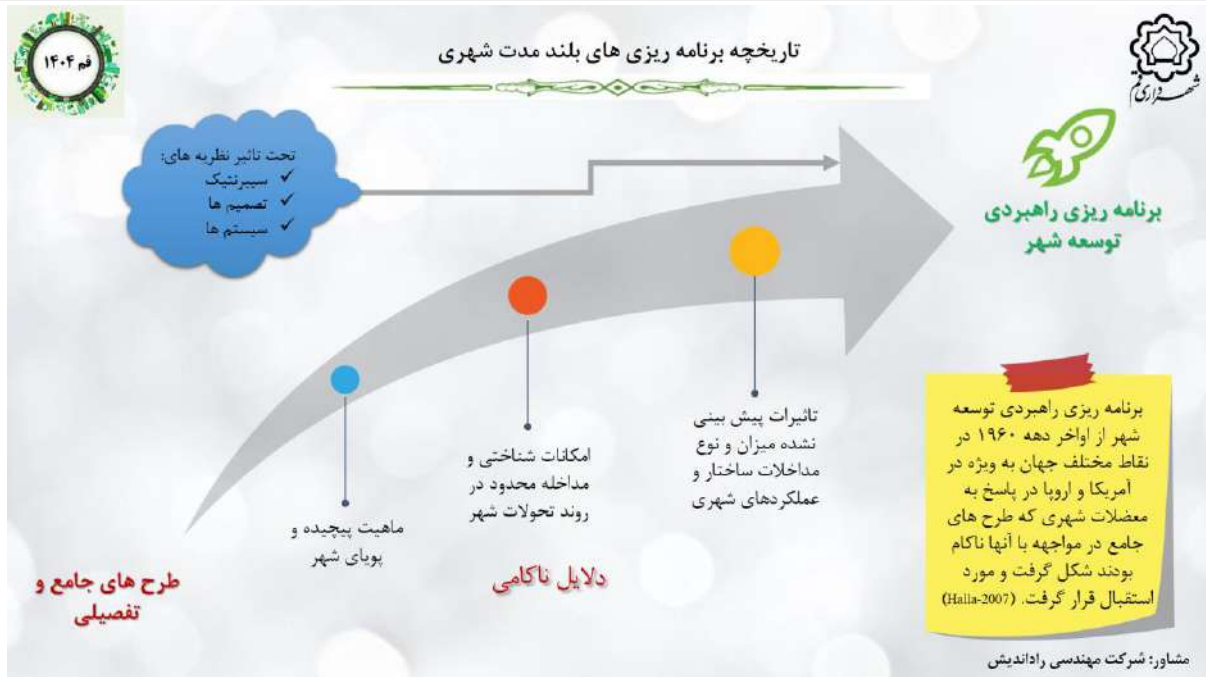 تاریخچه برنامه ریزی های بلند مدت شهری
شهرداری قم
قم ۱۴۰۴
تحت تاثیر نظریه های:
✓ سیبرنتیک
✓ تصمیم ها
✓ سیستم ها
برنامه ریزی راهبردی
توسعه شهر
تاثیرات پیش بینی
نشده میزان و نوع
مداخلات ساختار و
عملکردهای شهری
امکانات شناختی و
مداخله محدود در
روند تحولات شهر
ماهیت پیچیده و
پویای شهر
دلایل ناکامی
طرح های جامع و
تفصیلی
برنامه ریزی راهبردی توسعه
شهر از اواخر دهه ۱۹۶۰ در
نقاط مختلف جهان به ویژه در
آمریکا و اروپا در پاسخ به
معضلات شهری که طرح های
جامع در مواجهه با آنها ناکام
بودند شکل گرفت و مورد
استقبال قرار گرفت. (Halla-2007)
مشاور: شرکت مهندسی راداندیش